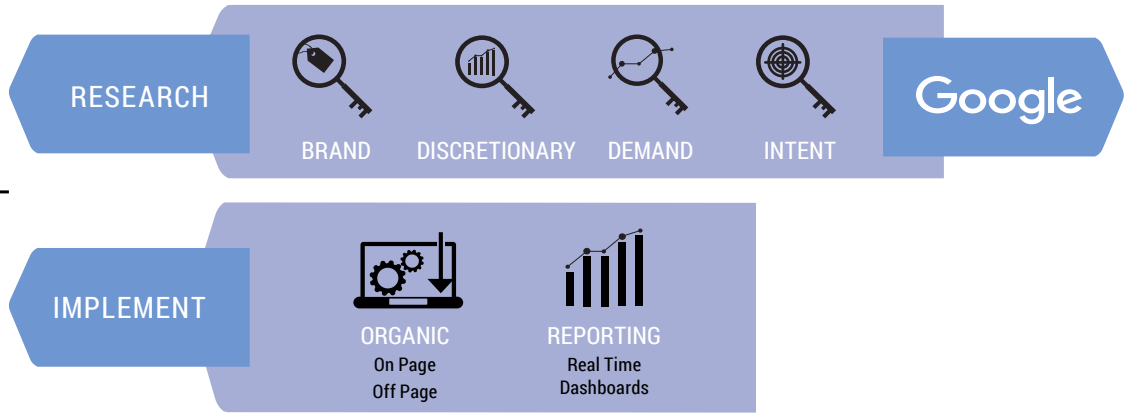 RESEARCH
BRAND DISCRETIONARY DEMAND INTENT
Google
IMPLEMENT
ORGANIC
On Page
Off Page
REPORTING
Real Time
Dashboards